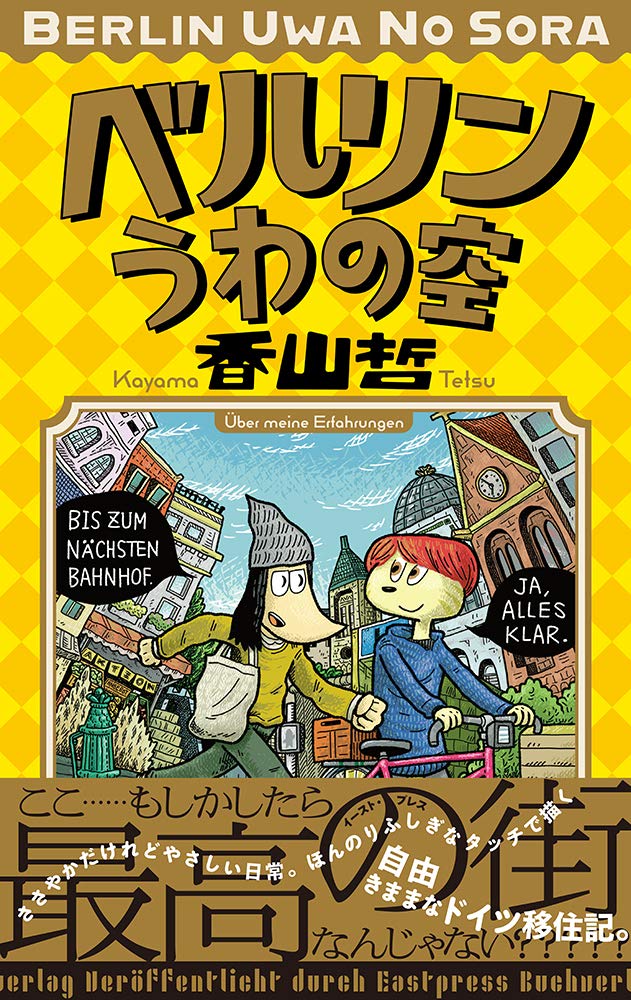 BERLIN UWA NO SORA
ベルリン
うわの空
Kayama 香山哲 Tetsu
Über meine Erfahrungen
BIS ZUM
NÄCHSTEN
BAHNHOF.
JA,
ALLES
KLAR.
AKTION
ここ……もしかしたら
最高の街
なんじゃない?????
イースト・プレス
ささやかだけれどやさしい日常。ほんのりふしぎなタッチで描く
自由
きままなドイツ移住記。
verlag Veröffentlicht durch Eastpress Buchverl